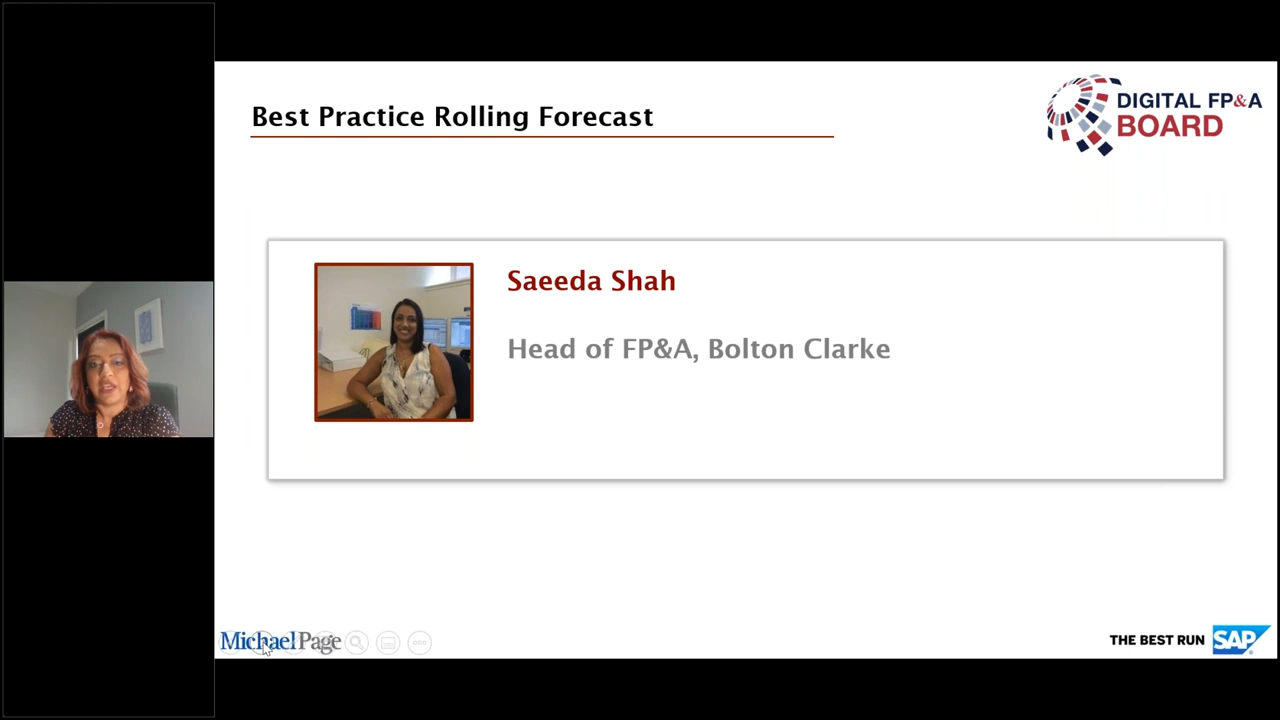 Best Practice Rolling Forecast
DIGITAL FP&A
BOARD
Saeeda Shah
Head of FP&A, Bolton Clarke
MichaelPage
THE BEST RUN SAP